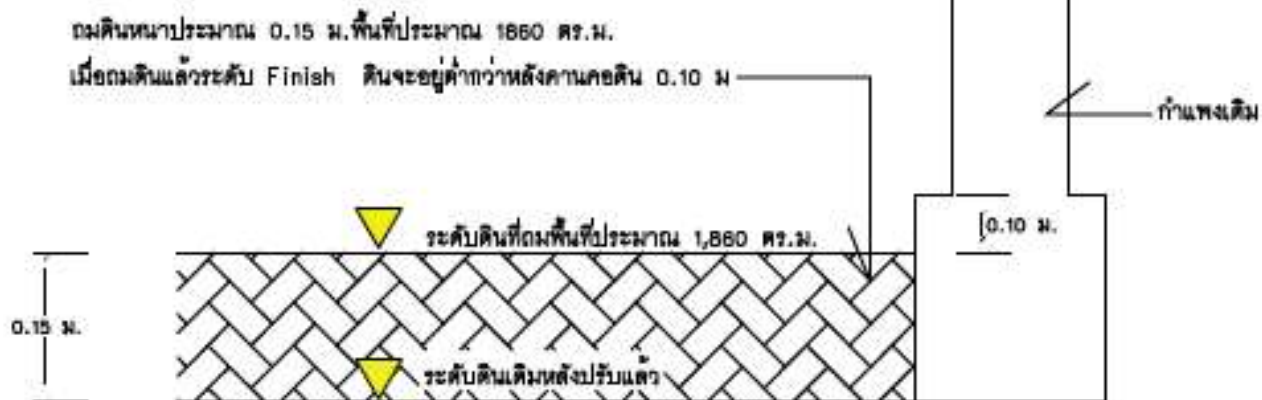 ถมดินหนาประมาณ 0.15 ม.พื้นที่ประมาณ 1860 ตร.ม.
เมื่อถมดินแล้วระดับ Finish ดินจะอยู่ต่ำกว่าหลังคานคอดิน 0.10 ม
กำแพงเดิม
0.10 ม.
ระดับดินที่ถมพื้นที่ประมาณ 1,860 ตร.ม.
0.15 ม.
ระดับดินเดิมหลังปรับแล้ว